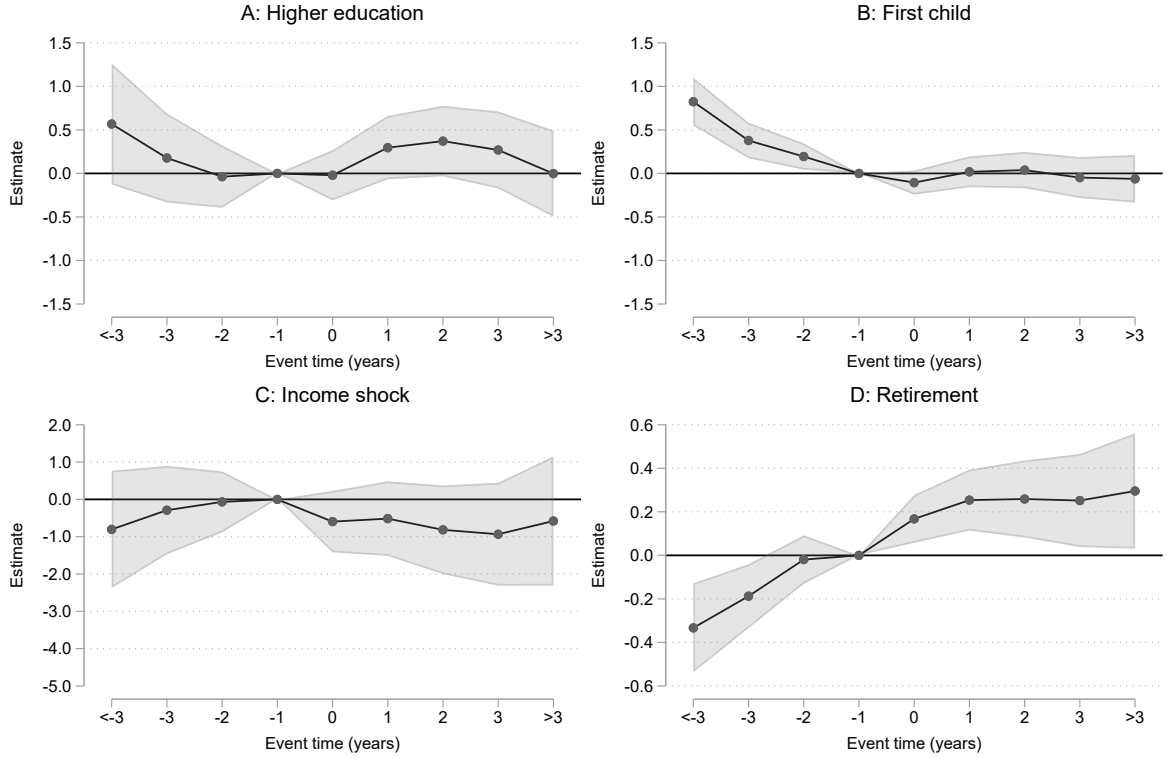 A: Higher education
1.5
1.0
0.5
0.0
-0.5
-1.0
-1.5
Estimate
<-3 -3 -2 -1 0 1 2 3 >3
Event time (years)
B: First child
1.5
1.0
0.5
0.0
-0.5
-1.0
-1.5
Estimate
<-3 -3 -2 -1 0 1 2 3 >3
Event time (years)
C: Income shock
2.0
1.0
0.0
-1.0
-2.0
-3.0
-4.0
-5.0
Estimate
<-3 -3 -2 -1 0 1 2 3 >3
Event time (years)
D: Retirement
0.6
0.4
0.2
0.0
-0.2
-0.4
-0.6
Estimate
<-3 -3 -2 -1 0 1 2 3 >3
Event time (years)